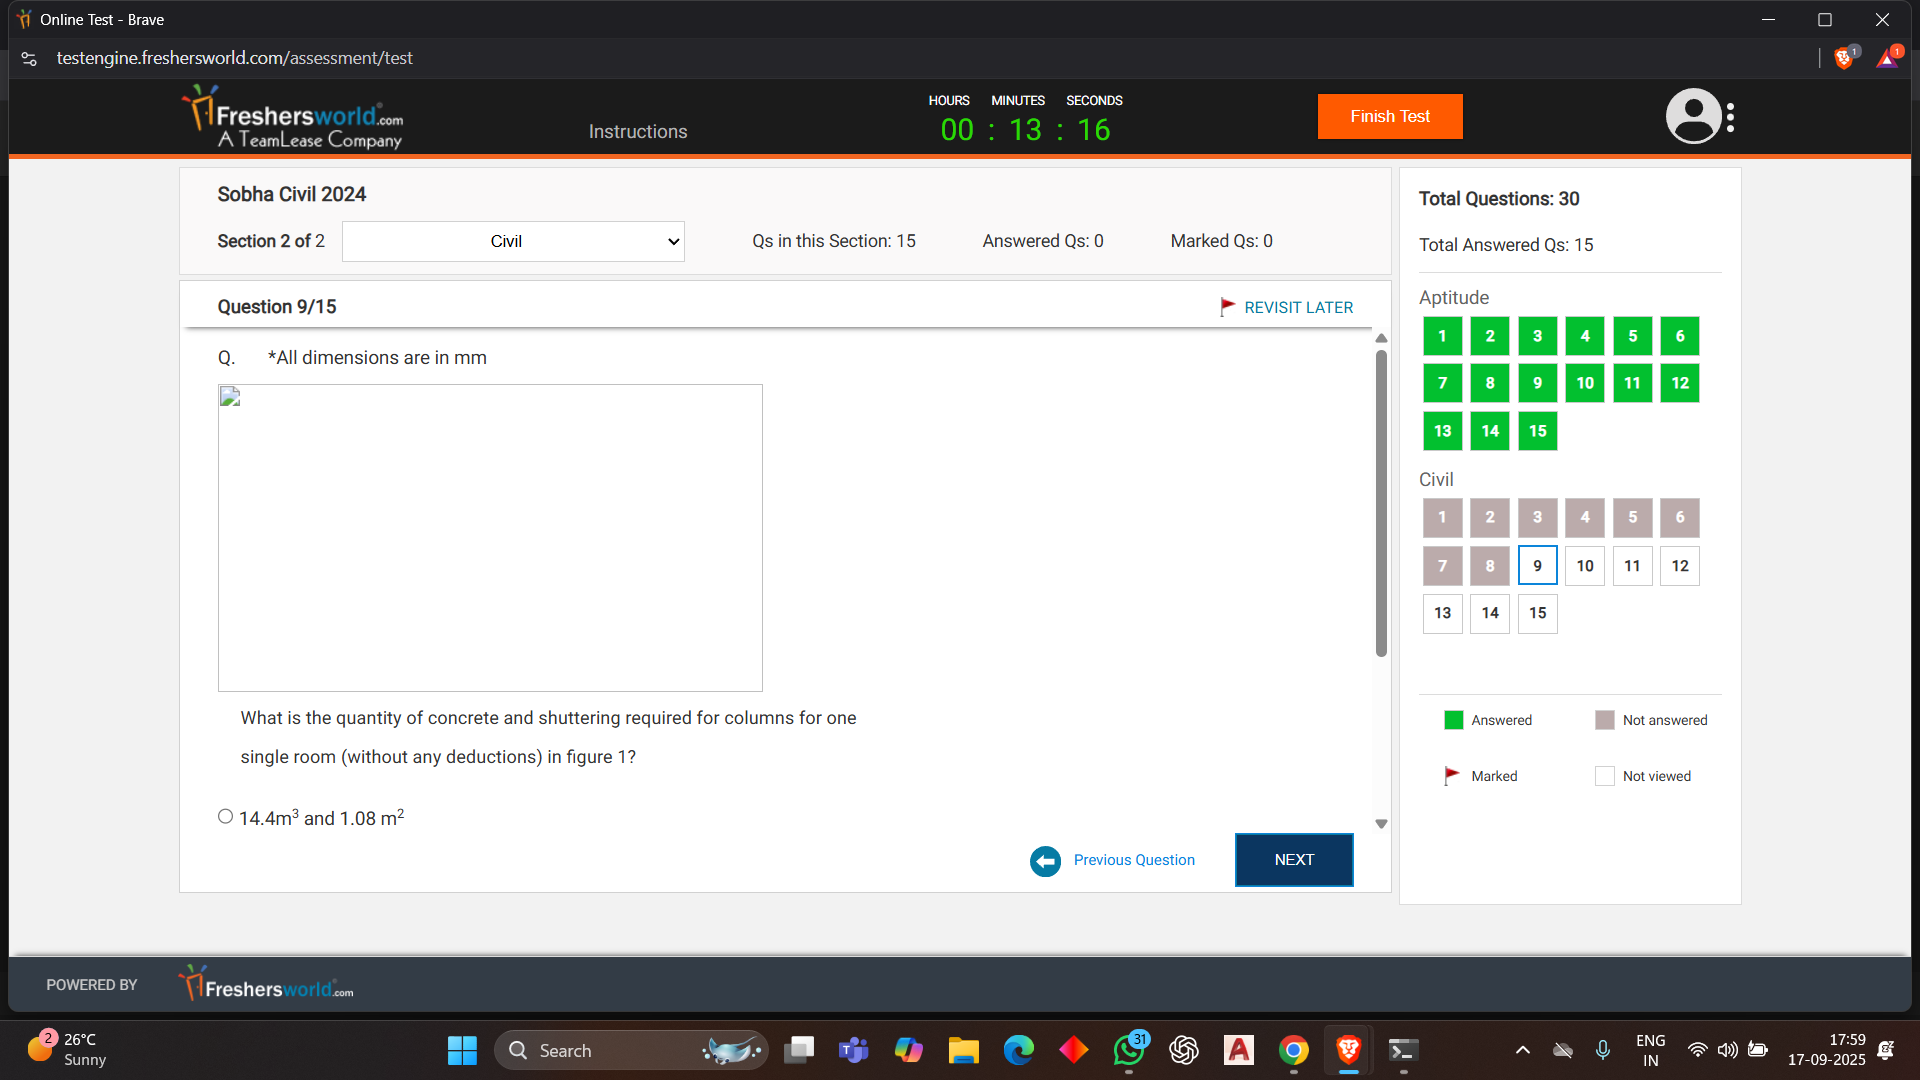 Online Test - Brave
testengine.freshersworld.com/assessment/test
1
1
Freshersworld.com
A TeamLease Company
Instructions
HOURS MINUTES SECONDS
00 : 13 : 16
Finish Test
Sobha Civil 2024
Section 2 of 2
Civil
Qs in this Section: 15
Answered Qs: 0
Marked Qs: 0
Question 9/15
REVISIT LATER
Q. *All dimensions are in mm
What is the quantity of concrete and shuttering required for columns for one
single room (without any deductions) in figure 1?
14.4m³ and 1.08 m²
Previous Question
NEXT
Total Questions: 30
Total Answered Qs: 15
Aptitude
1 2 3 4 5 6
7 8 9 10 11 12
13 14 15
Civil
1 2 3 4 5 6
7 8 9 10 11 12
13 14 15
Answered
Not answered
Marked
Not viewed
POWERED BY
Freshersworld.com
2
26°C
Sunny
Search
31
ENG
IN
17:59
17-09-2025